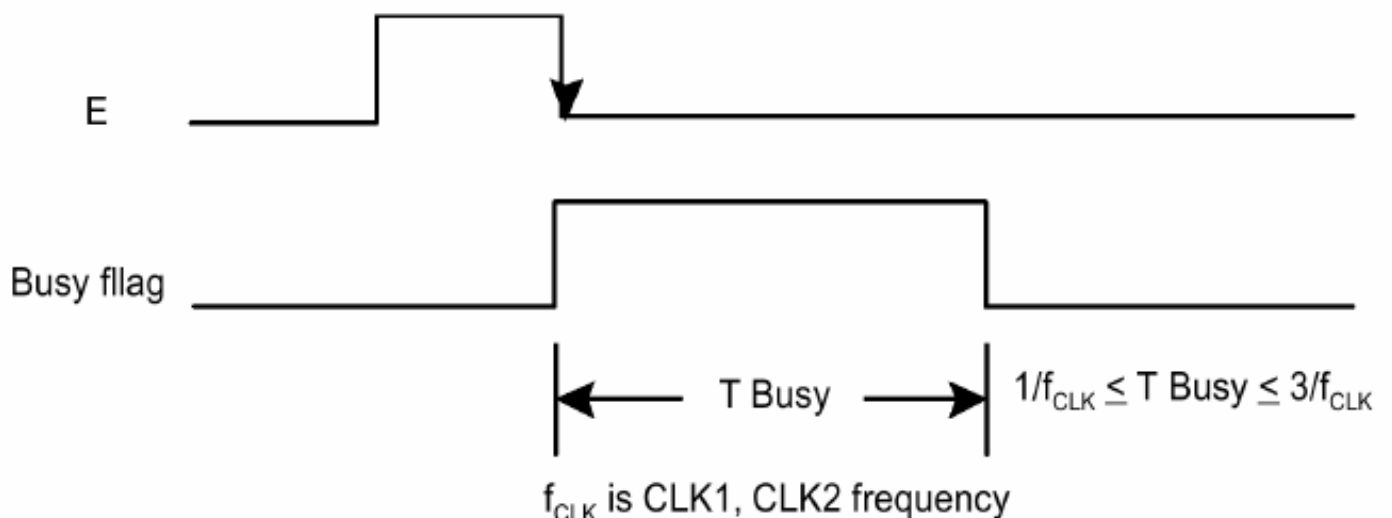 E
Busy fllag
T Busy
1/fCLK ≤ T Busy ≤ 3/fCLK
fCLK is CLK1, CLK2 frequency